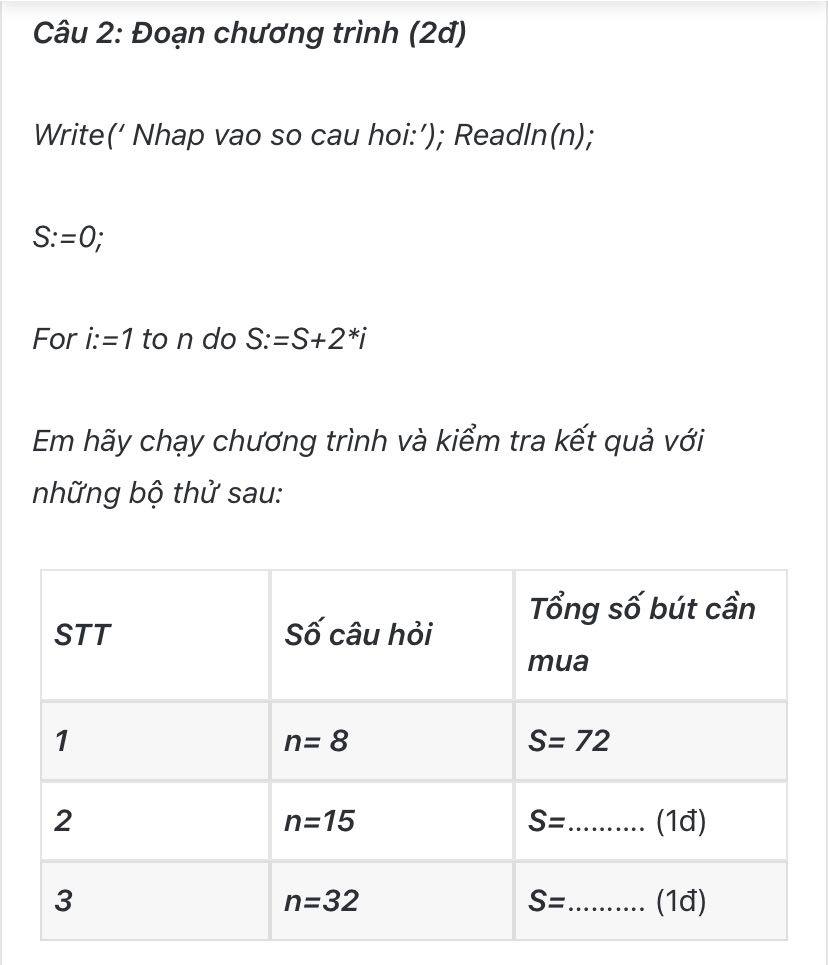 Câu 2: Đoạn chương trình (2đ)
Write(‘ Nhap vao so cau hoi:’); Readln(n);
S:=0;
For i:=1 to n do S:=S+2*i
Em hãy chạy chương trình và kiểm tra kết quả với
những bộ thử sau:
STT
Số câu hỏi
Tổng số bút cần
mua
1
n= 8
S= 72
2
n=15
S=.......... (1đ)
3
n=32
S=.......... (1đ)